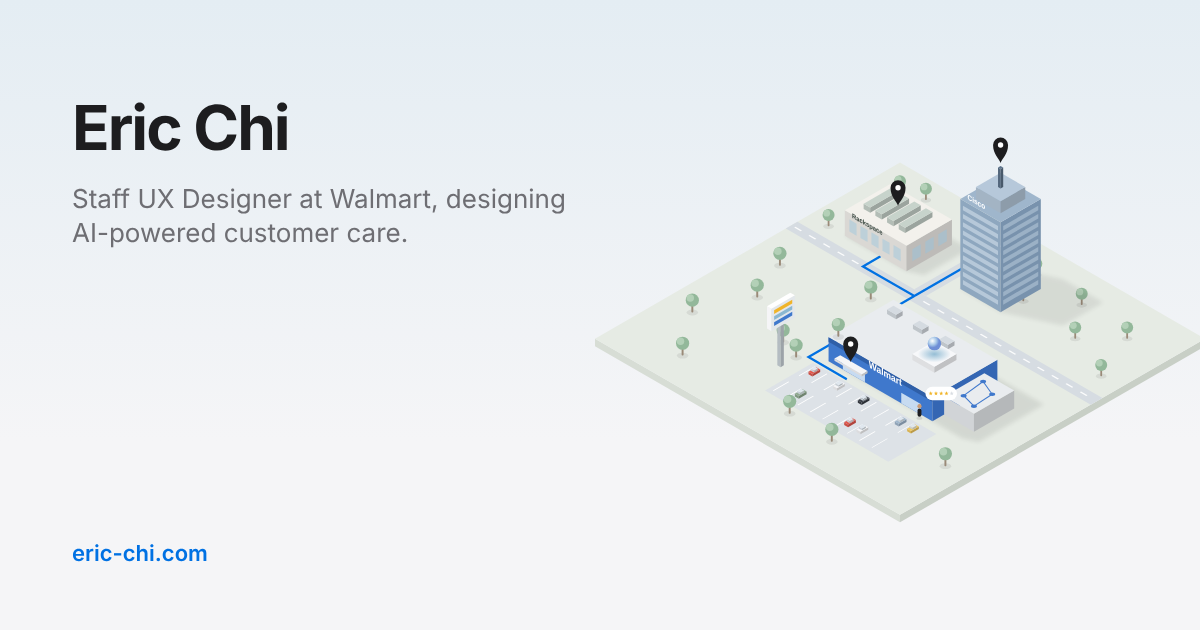 Eric Chi
Staff UX Designer at Walmart, designing
AI-powered customer care.
Cisco
Rackspace
Walmart
eric-chi.com